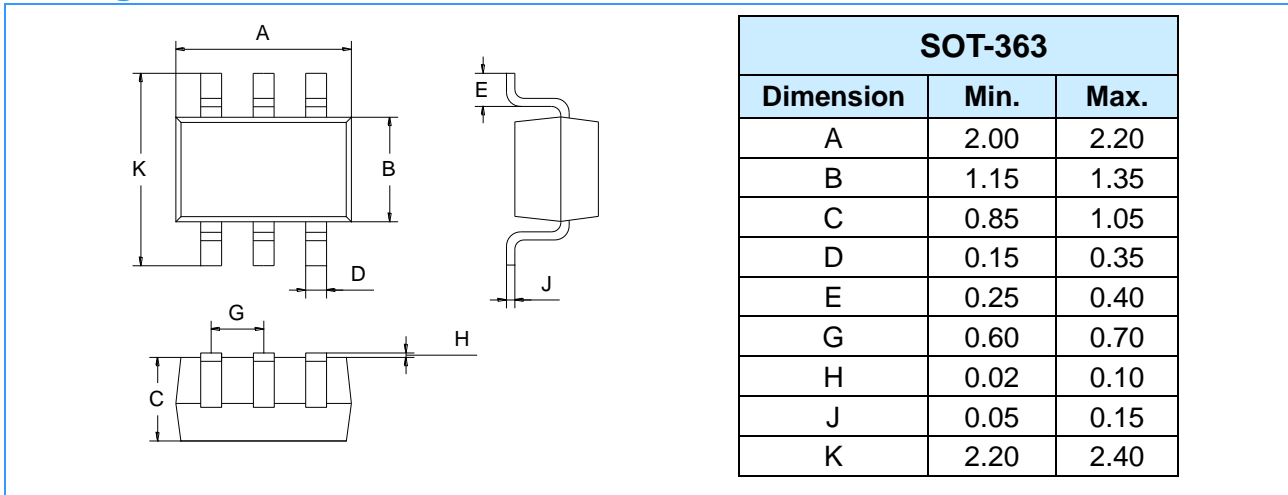 A
E
K
B
D
J
G
H
C
SOT-363
Dimension Min. Max.
A 2.00 2.20
B 1.15 1.35
C 0.85 1.05
D 0.15 0.35
E 0.25 0.40
G 0.60 0.70
H 0.02 0.10
J 0.05 0.15
K 2.20 2.40